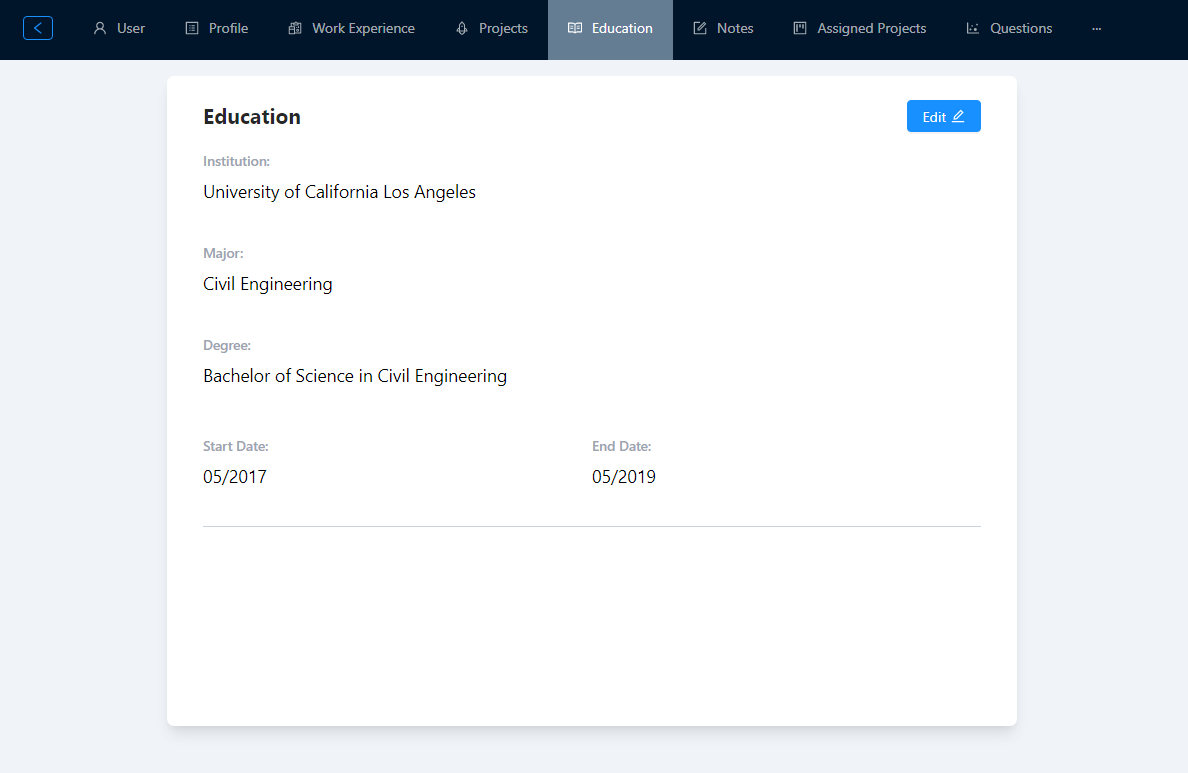 User Profile Work Experience Projects Education Notes Assigned Projects Questions ...
Education
Edit
Institution:
University of California Los Angeles
Major:
Civil Engineering
Degree:
Bachelor of Science in Civil Engineering
Start Date: End Date:
05/2017 05/2019